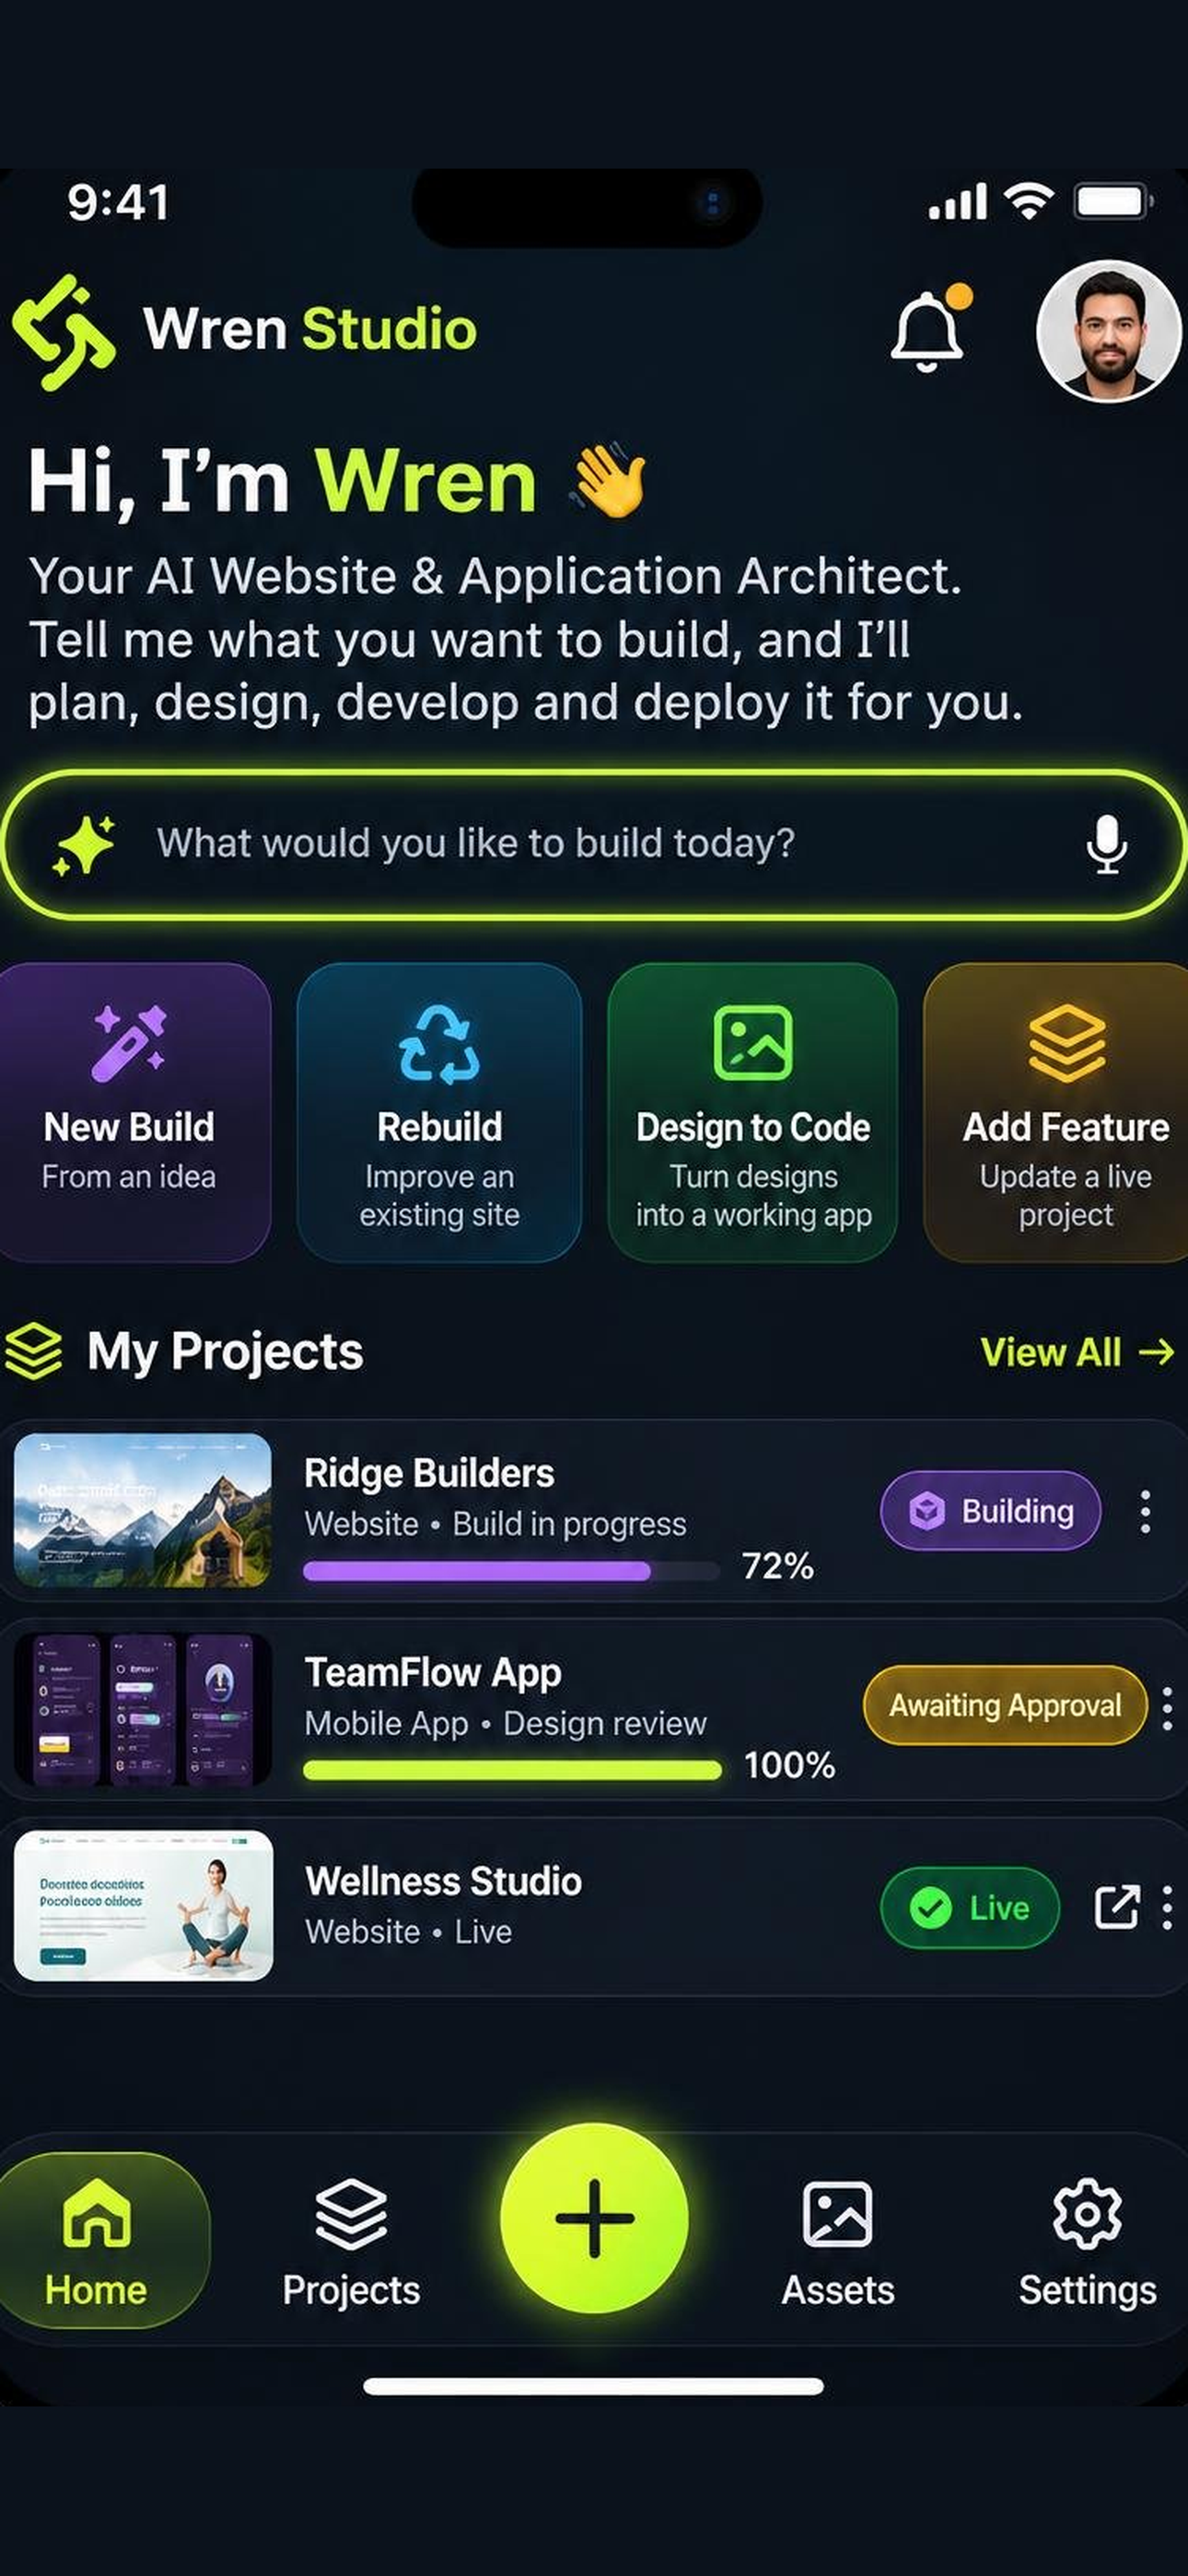 9:41
Wren Studio
Hi, I’m Wren 👋
Your AI Website & Application Architect.
Tell me what you want to build, and I’ll
plan, design, develop and deploy it for you.
What would you like to build today?
New Build
From an idea
Rebuild
Improve an
existing site
Design to Code
Turn designs
into a working app
Add Feature
Update a live
project
My Projects
View All →
Ridge Builders
Website • Build in progress
72%
Building
TeamFlow App
Mobile App • Design review
100%
Awaiting Approval
Wellness Studio
Website • Live
Live
Home
Projects
Assets
Settings